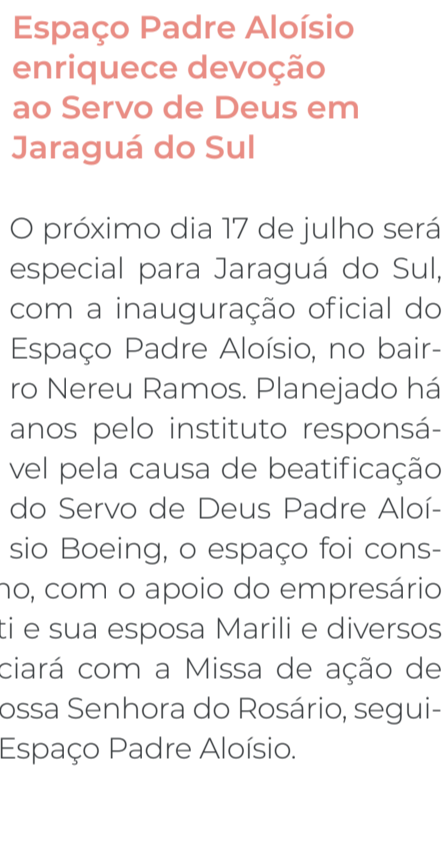 Espaço Padre Aloísio
enriquece devoção
ao Servo de Deus em
Jaraguá do Sul
O próximo dia 17 de julho será
especial para Jaraguá do Sul,
com a inauguração oficial do
Espaço Padre Aloísio, no bair-
ro Nereu Ramos. Planejado há
anos pelo instituto responsá-
vel pela causa de beatificação
do Servo de Deus Padre Aloí-
sio Boeing, o espaço foi cons-
no, com o apoio do empresário
ti e sua esposa Marili e diversos
ciará com a Missa de ação de
ossa Senhora do Rosário, segui-
Espaço Padre Aloísio.